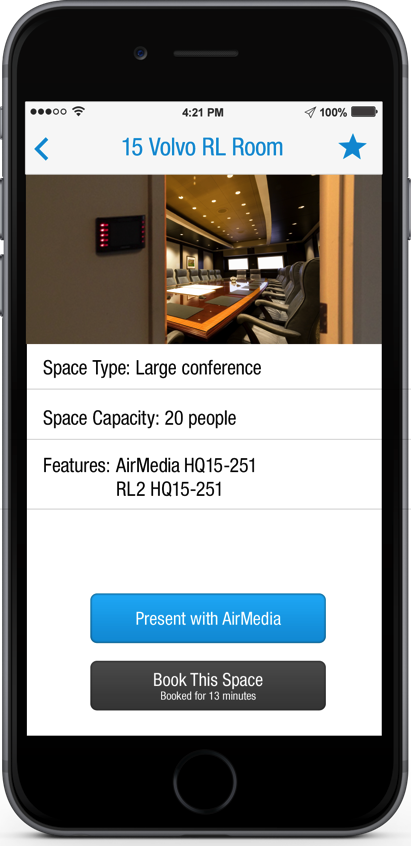 4:21 PM
100%
15 Volvo RL Room
Space Type: Large conference
Space Capacity: 20 people
Features: AirMedia HQ15-251
RL2 HQ15-251
Present with AirMedia
Book This Space
Booked for 13 minutes